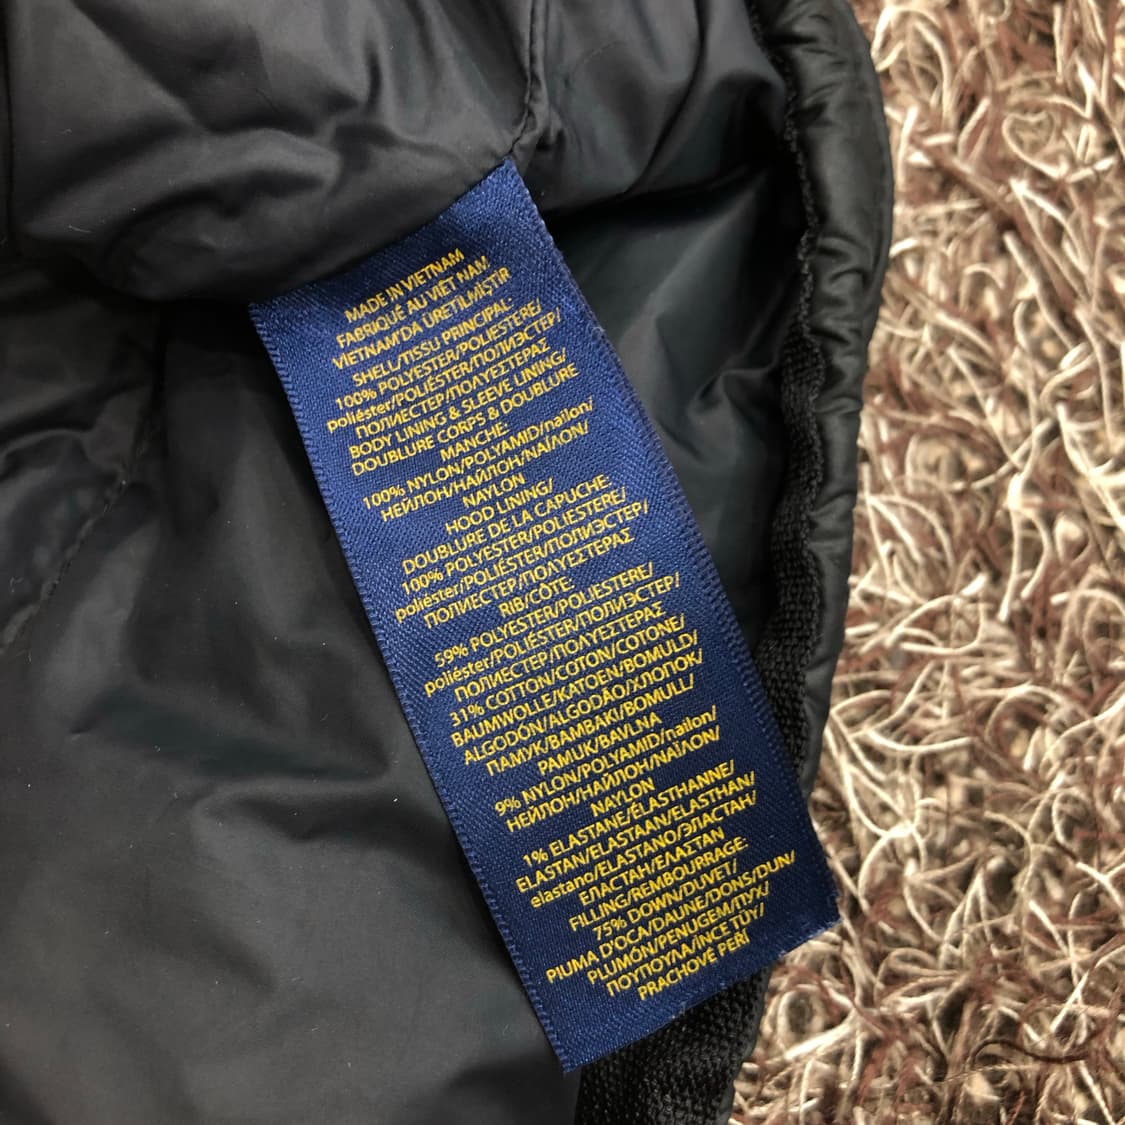 MADE IN VIETNAM
FABRIQUÉ AU VIÊT NAM
VIETNAM'DA ÜRETILMIŞTIR
SHELL/TISSU PRINCIPAL:
100% POLYESTER/POLIESTERE/
poliéster/POLIÉSTER/ПОЛИЭСТЕР/
ПОЛИЕСТЕР/ΠΟΛΥΕΣΤΕΡΑΣ
BODY LINING & SLEEVE LINING/
DOUBLURE CORPS & DOUBLURE
MANCHE:
100% NYLON/POLYAMID/nailon/
НЕЙЛОН/НАЙЛОН/ΝΑΪΛΟΝ/
NAYLON
HOOD LINING/
DOUBLURE DE LA CAPUCHE:
100% POLYESTER/POLIESTERE/
poliéster/POLIÉSTER/ПОЛИЭСТЕР/
ПОЛИЕСТЕР/ΠΟΛΥΕΣΤΕΡΑΣ
RIB/CÔTE:
59% POLYESTER/POLIESTERE/
poliéster/POLIÉSTER/ПОЛИЭСТЕР/
ПОЛИЕСТЕР/ΠΟΛΥΕΣΤΕΡΑΣ
31% COTTON/COTON/COTONE/
BAUMWOLLE/KATOEN/BOMULD/
ALGODÓN/ALGODÃO/ХЛОПОК/
ПАМУК/ΒΑΜΒΑΚΙ/BOMULL/
PAMUK/BAVLNA
9% NYLON/POLYAMID/nailon/
НЕЙЛОН/НАЙЛОН/ΝΑΪΛΟΝ/
NAYLON
1% ELASTANE/ÉLASTHANNE/
ELASTAN/ELASTAAN/ELASTHAN/
elastano/ELASTANO/ЭЛАСТАН/
ЕЛАСТАН/ΕΛΑΣΤΑΝ
FILLING/REMBOURRAGE:
75% DOWN/DUVET/
PIUMA D'OCA/DAUNE/DONS/DUN/
PLUMÓN/PENUGEM/ПУХ/
ΠΟΥΠΟΥΛΑ/İNCE TÜY/
PRACHOVÉ PEŘÍ